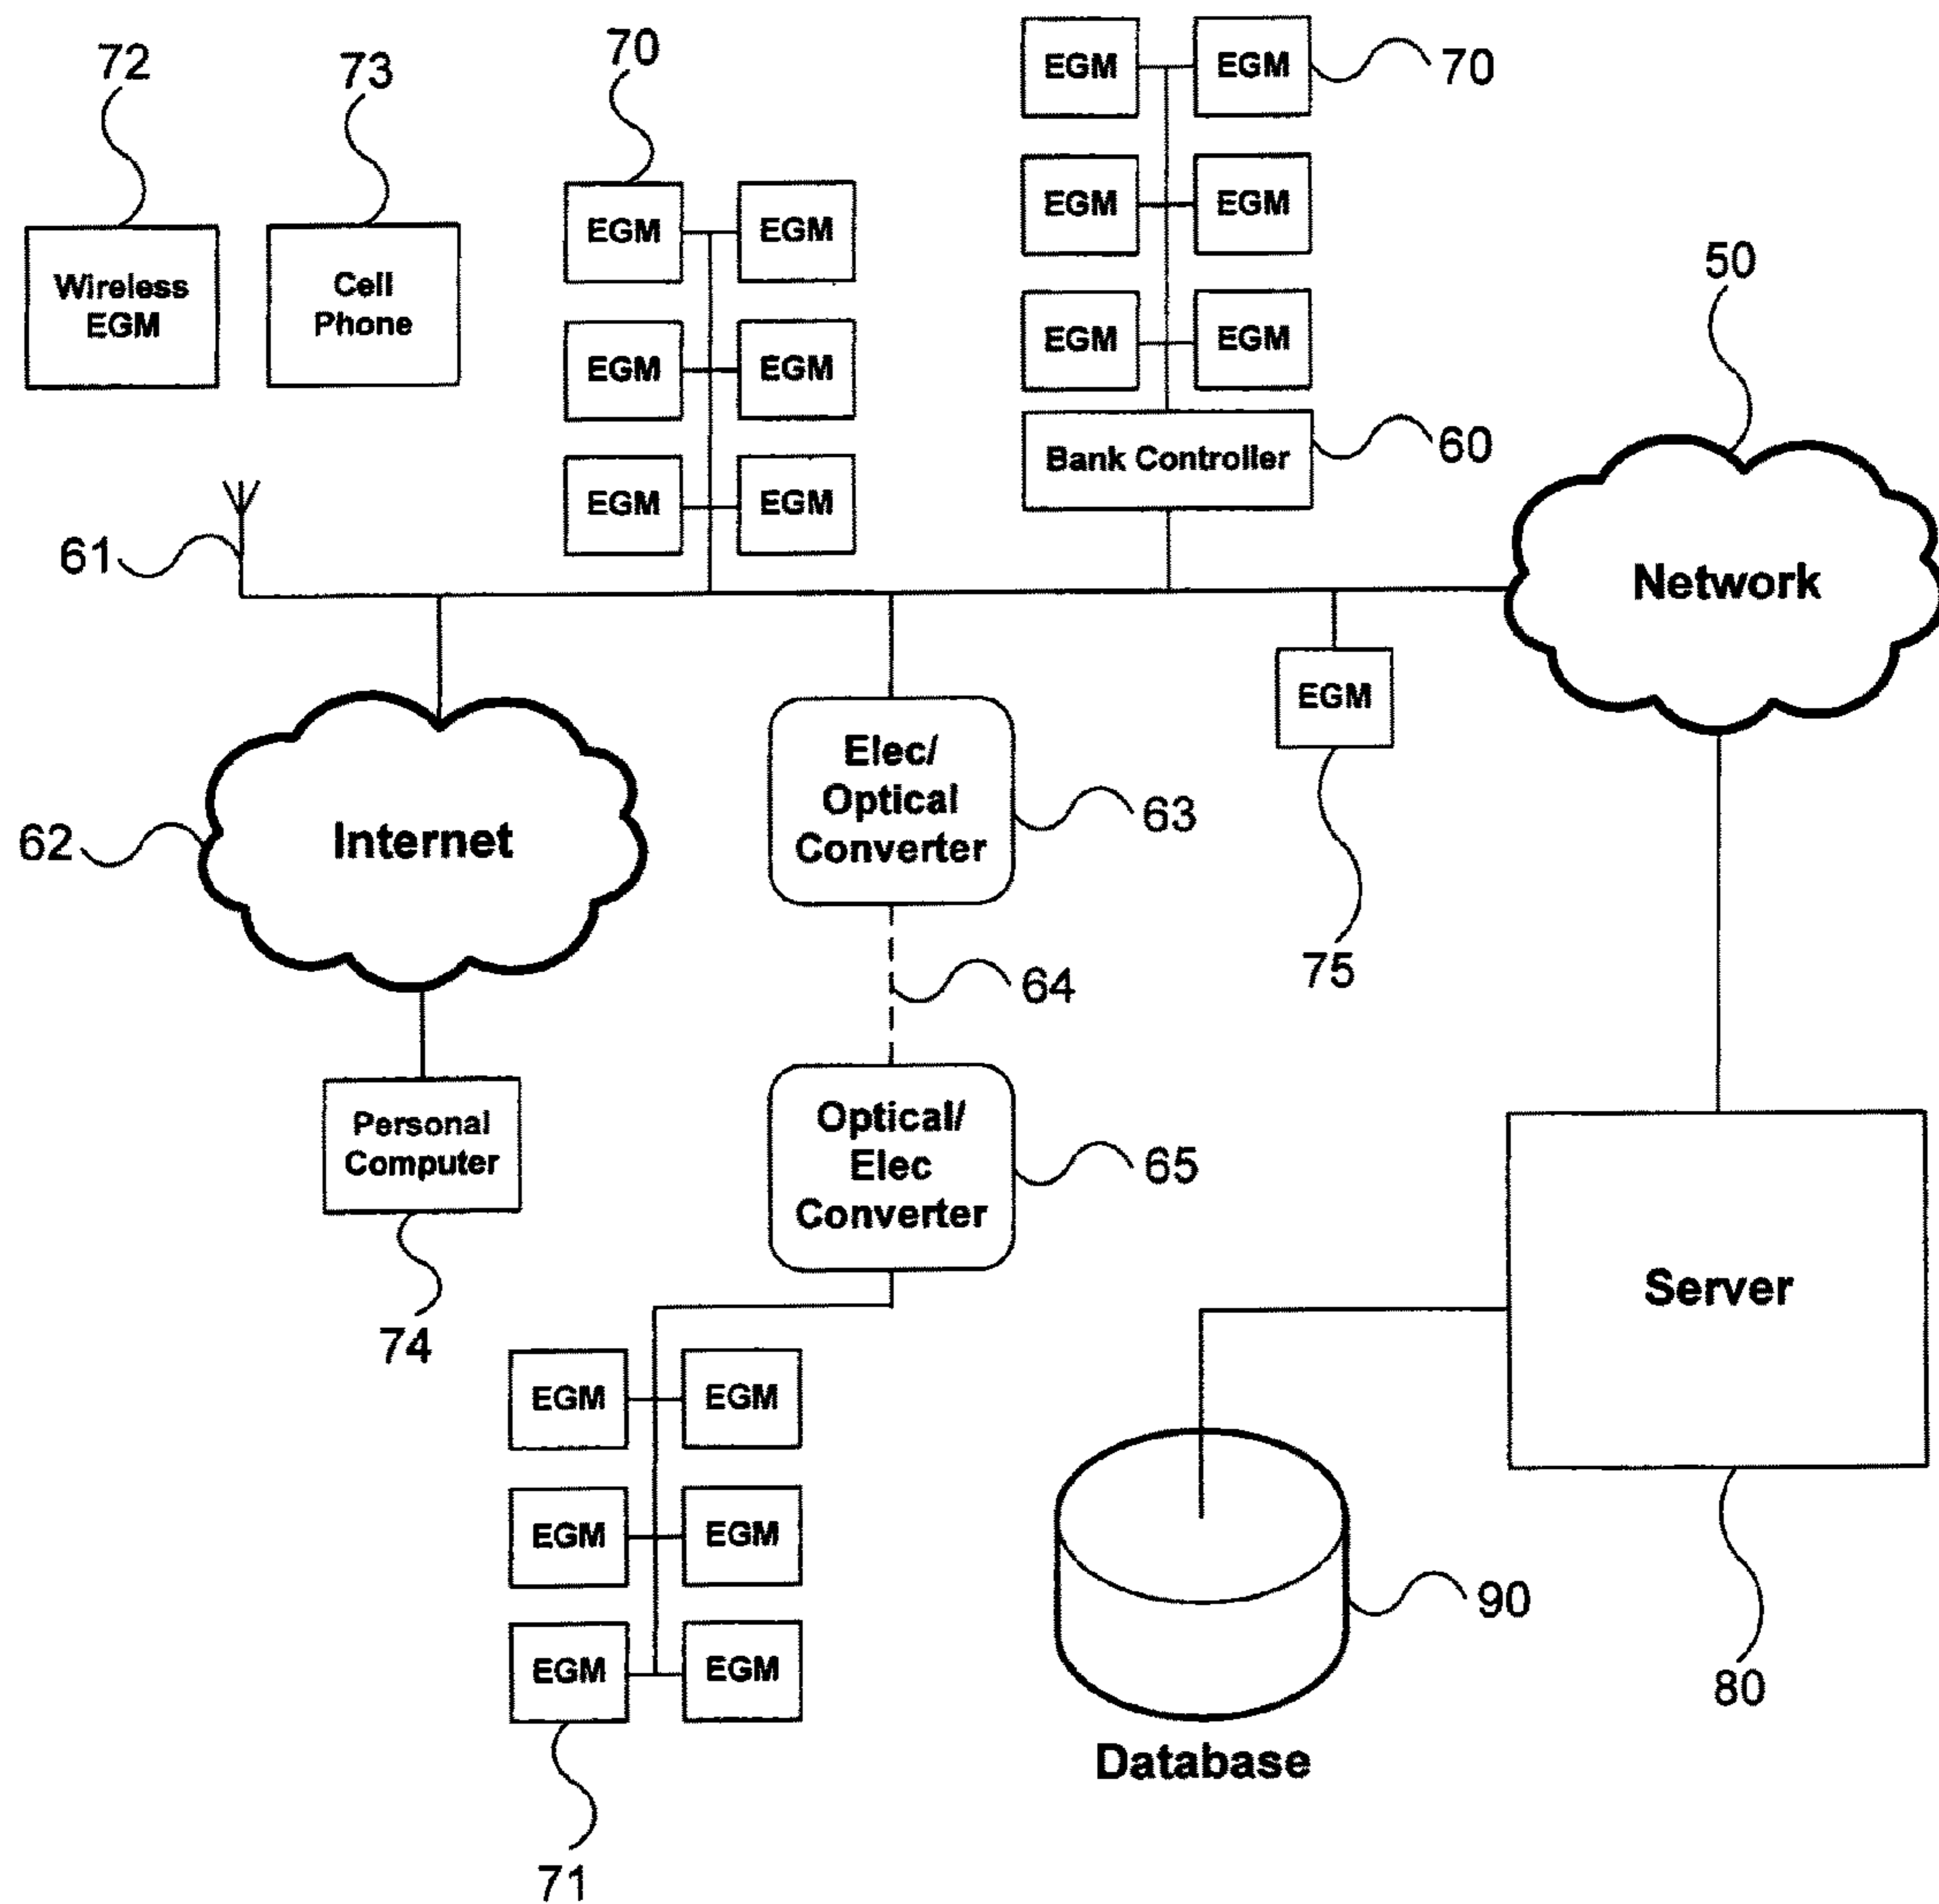 72
73
70
EGM
EGM
70
Wireless
EGM
Cell
Phone
EGM
EGM
EGM
EGM
50
EGM
EGM
EGM
EGM
Bank Controller
60
EGM
EGM
61
Network
EGM
Elec/
Optical
Converter
63
62
Internet
75
64
Personal
Computer
Optical/
Elec
Converter
65
74
Server
EGM
EGM
EGM
EGM
90
EGM
EGM
80
Database
71